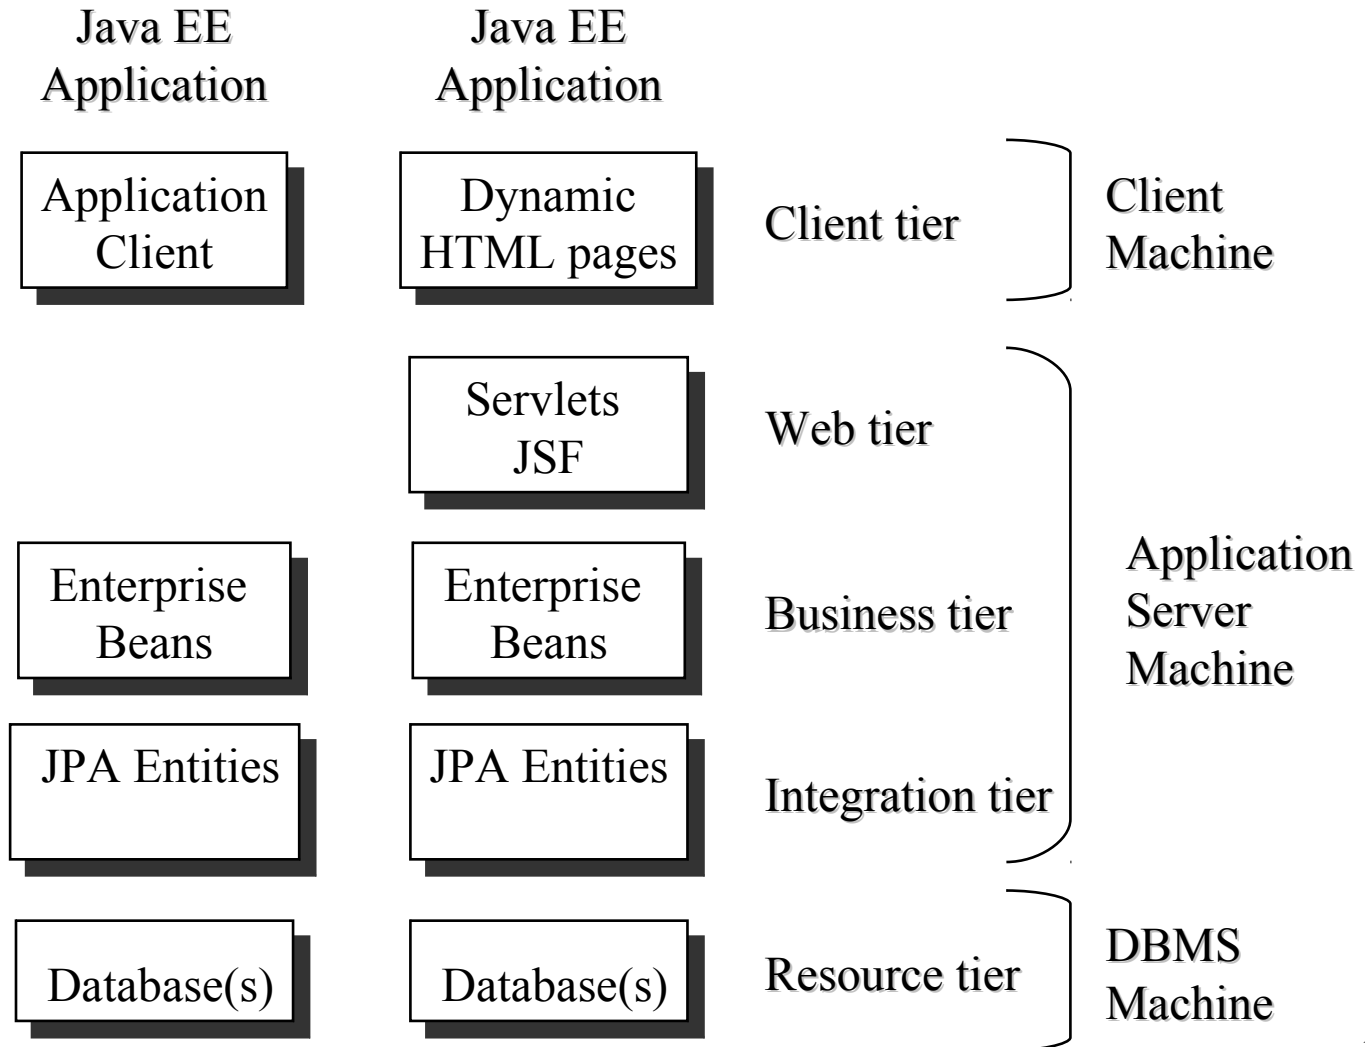 Java EE
Application
Java EE
Application
Application
Client
Dynamic
HTML pages
Client tier
Client
Machine
Servlets
JSF
Web tier
Enterprise
Beans
Enterprise
Beans
Business tier
Application
Server
Machine
JPA Entities
JPA Entities
Integration tier
Database(s)
Database(s)
Resource tier
DBMS
Machine